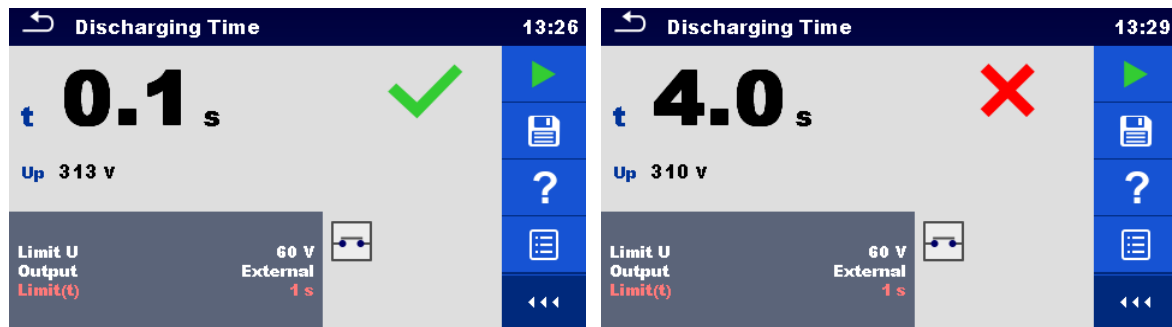 Discharging Time 13:26
t 0.1 s
Up 313 V
?
Limit U 60 V
Output External
Limit(t) 1 s
Discharging Time 13:29
t 4.0 s
Up 310 V
?
Limit U 60 V
Output External
Limit(t) 1 s